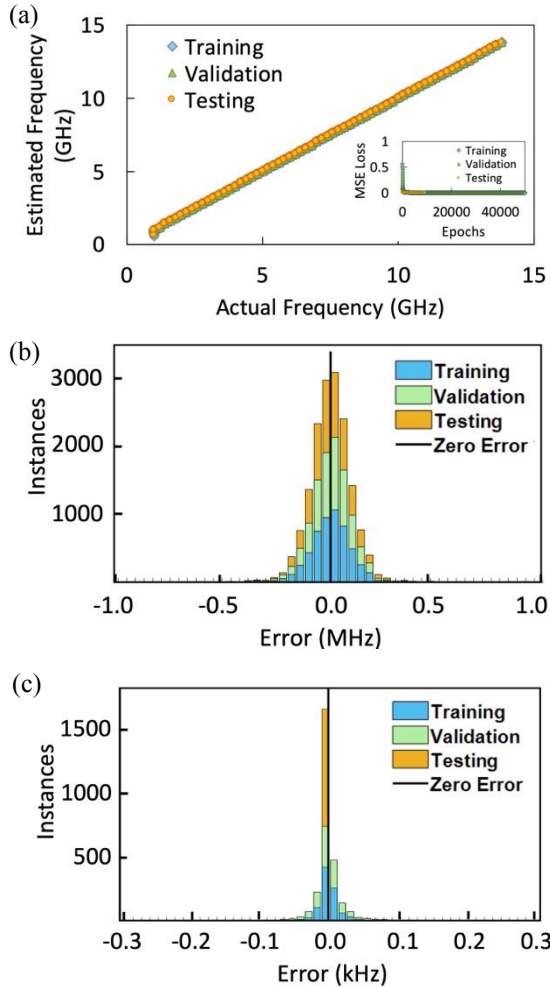 (a)
15
10
5
0
Estimated Frequency
(GHz)
Training
Validation
Testing
1
0.5
0
MSE Loss
Training
Validation
Testing
0 20000 40000
Epochs
0 5 10 15
Actual Frequency (GHz)
(b)
3000
2000
1000
Instances
Training
Validation
Testing
Zero Error
-1.0 -0.5 0.0 0.5 1.0
Error (MHz)
(c)
1500
1000
500
Instances
Training
Validation
Testing
Zero Error
-0.3 -0.2 -0.1 0.0 0.1 0.2 0.3
Error (kHz)